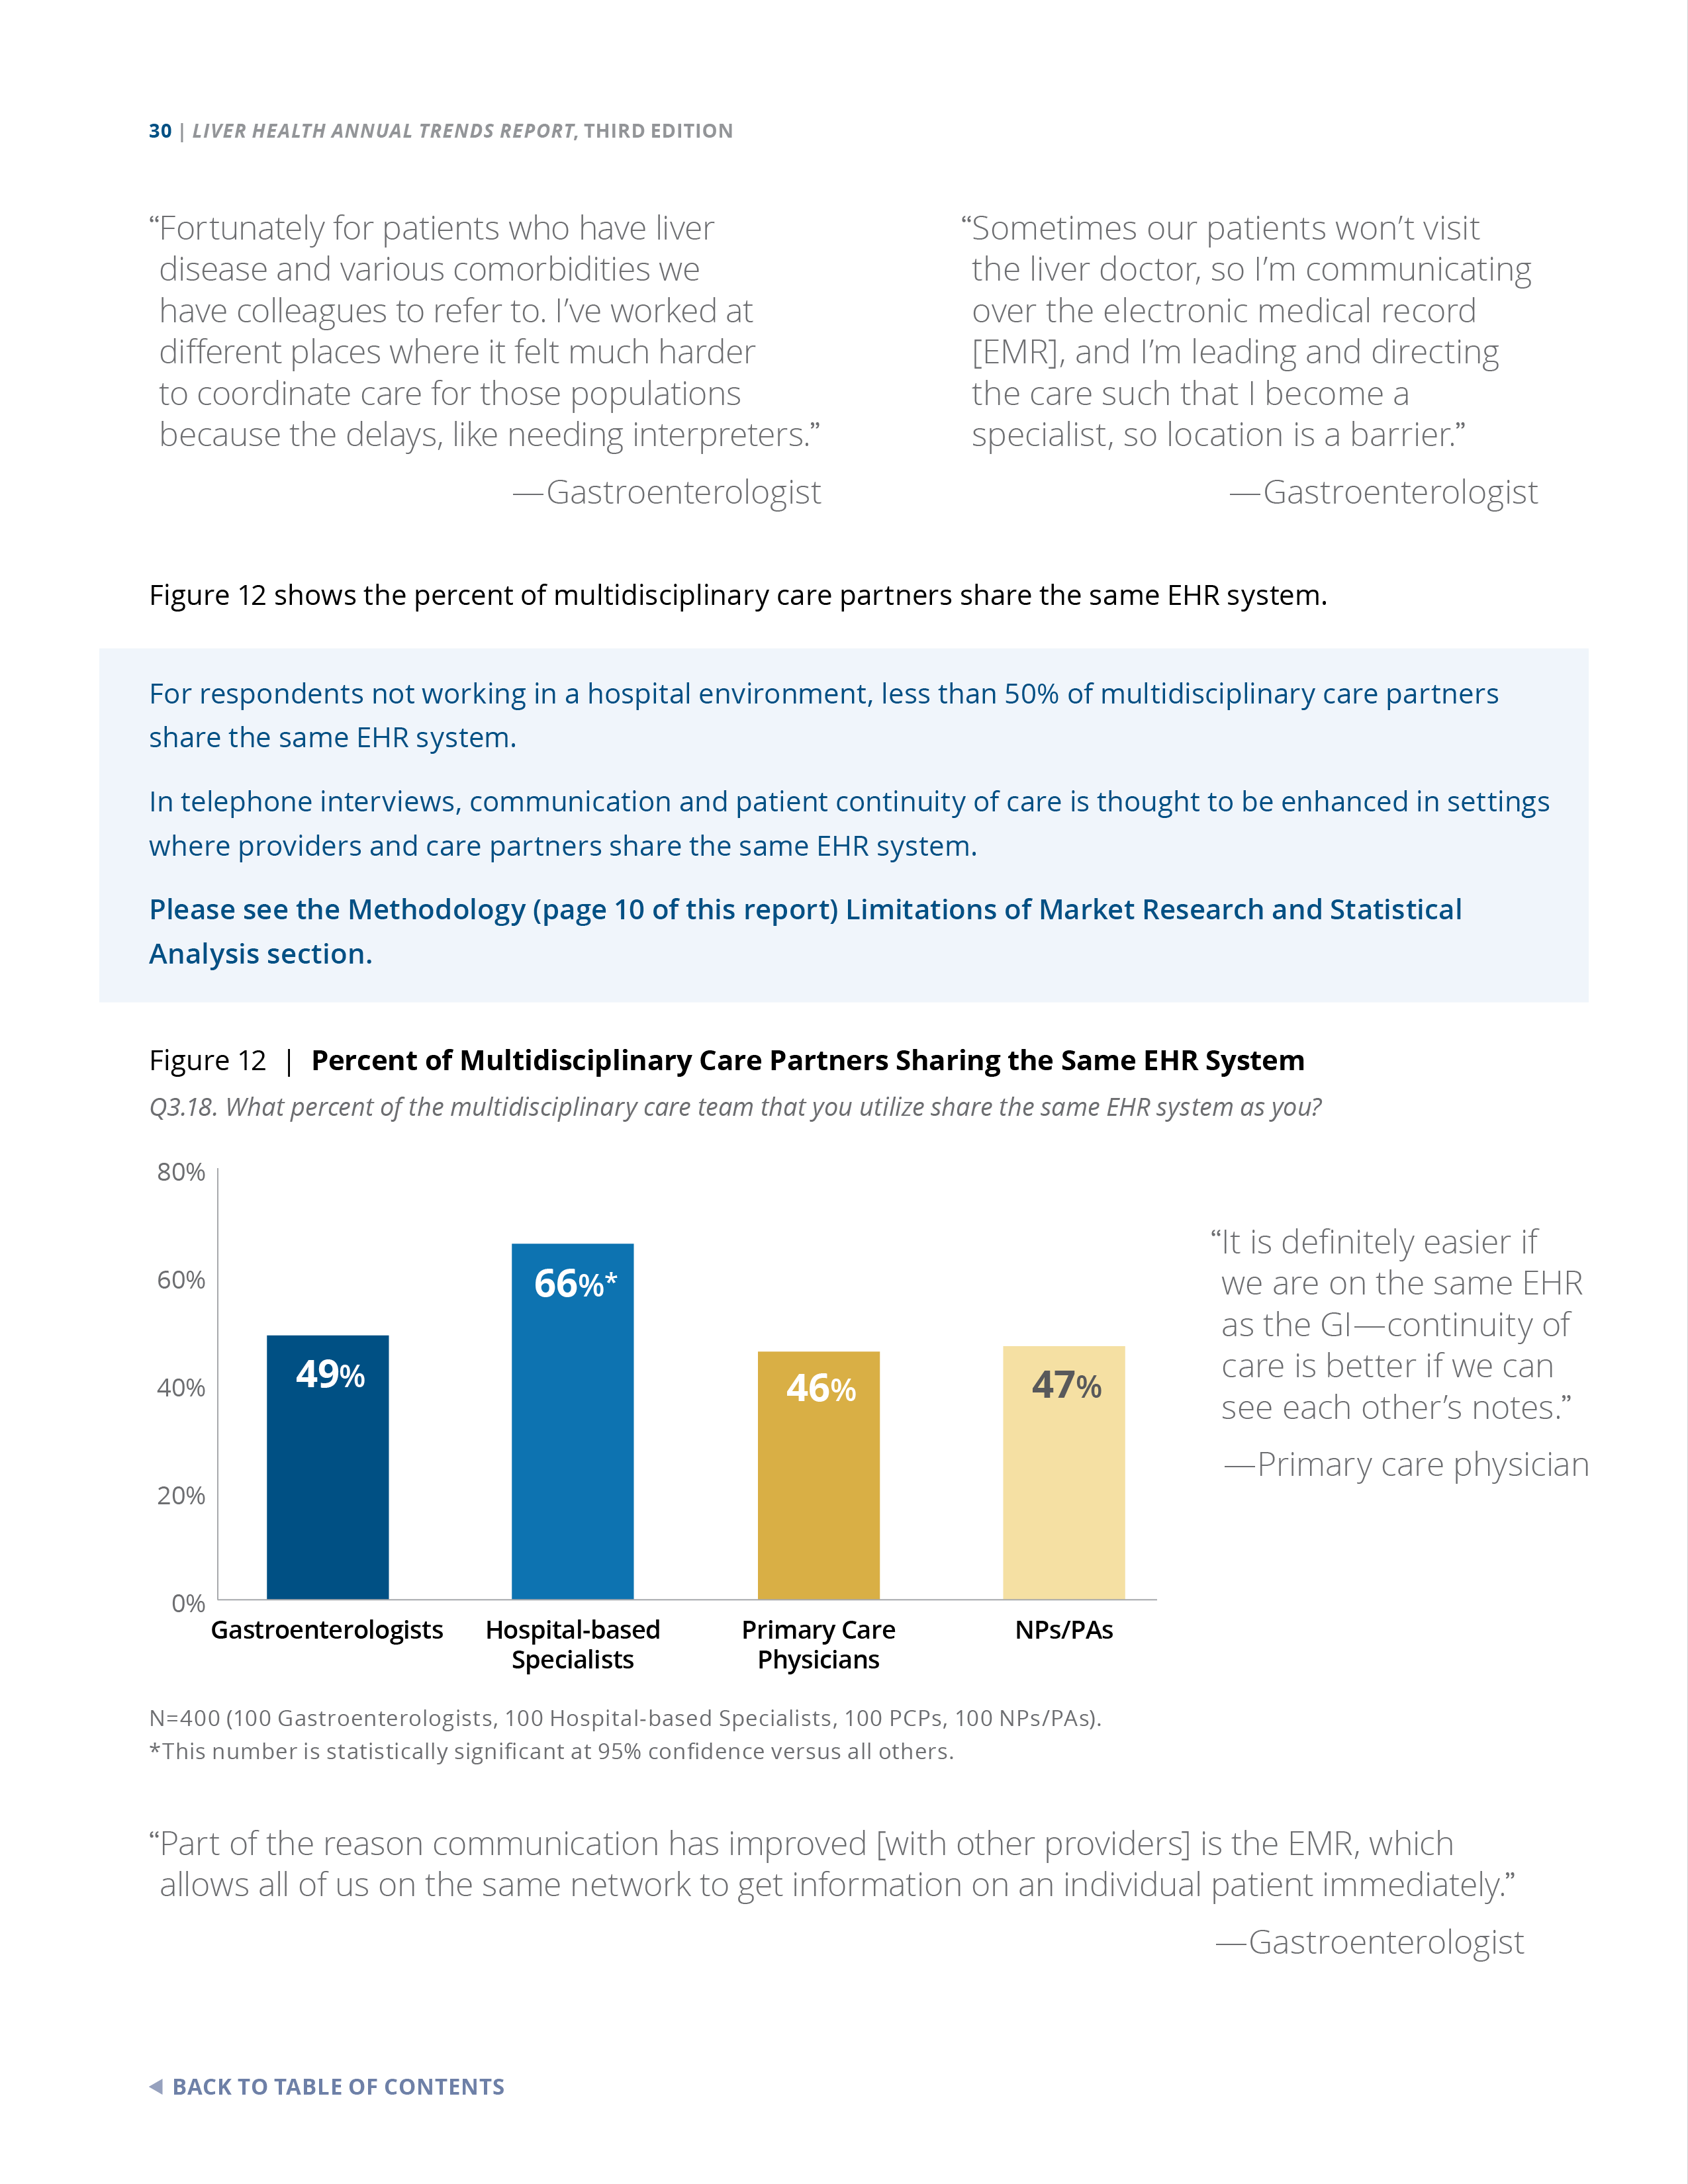 30 | LIVER HEALTH ANNUAL TRENDS REPORT, THIRD EDITION
“Fortunately for patients who have liver
disease and various comorbidities we
have colleagues to refer to. I’ve worked at
different places where it felt much harder
to coordinate care for those populations
because the delays, like needing interpreters.”
—Gastroenterologist
“Sometimes our patients won’t visit
the liver doctor, so I’m communicating
over the electronic medical record
[EMR], and I’m leading and directing
the care such that I become a
specialist, so location is a barrier.”
—Gastroenterologist
Figure 12 shows the percent of multidisciplinary care partners share the same EHR system.
For respondents not working in a hospital environment, less than 50% of multidisciplinary care partners
share the same EHR system.
In telephone interviews, communication and patient continuity of care is thought to be enhanced in settings
where providers and care partners share the same EHR system.
Please see the Methodology (page 10 of this report) Limitations of Market Research and Statistical
Analysis section.
Figure 12 | Percent of Multidisciplinary Care Partners Sharing the Same EHR System
Q3.18. What percent of the multidisciplinary care team that you utilize share the same EHR system as you?
80%
60%
40%
20%
0%
49%
66%*
46%
47%
Gastroenterologists
Hospital-based
Specialists
Primary Care
Physicians
NPs/PAs
“It is definitely easier if
we are on the same EHR
as the GI—continuity of
care is better if we can
see each other’s notes.”
—Primary care physician
N=400 (100 Gastroenterologists, 100 Hospital-based Specialists, 100 PCPs, 100 NPs/PAs).
*This number is statistically significant at 95% confidence versus all others.
“Part of the reason communication has improved [with other providers] is the EMR, which
allows all of us on the same network to get information on an individual patient immediately.”
—Gastroenterologist
BACK TO TABLE OF CONTENTS